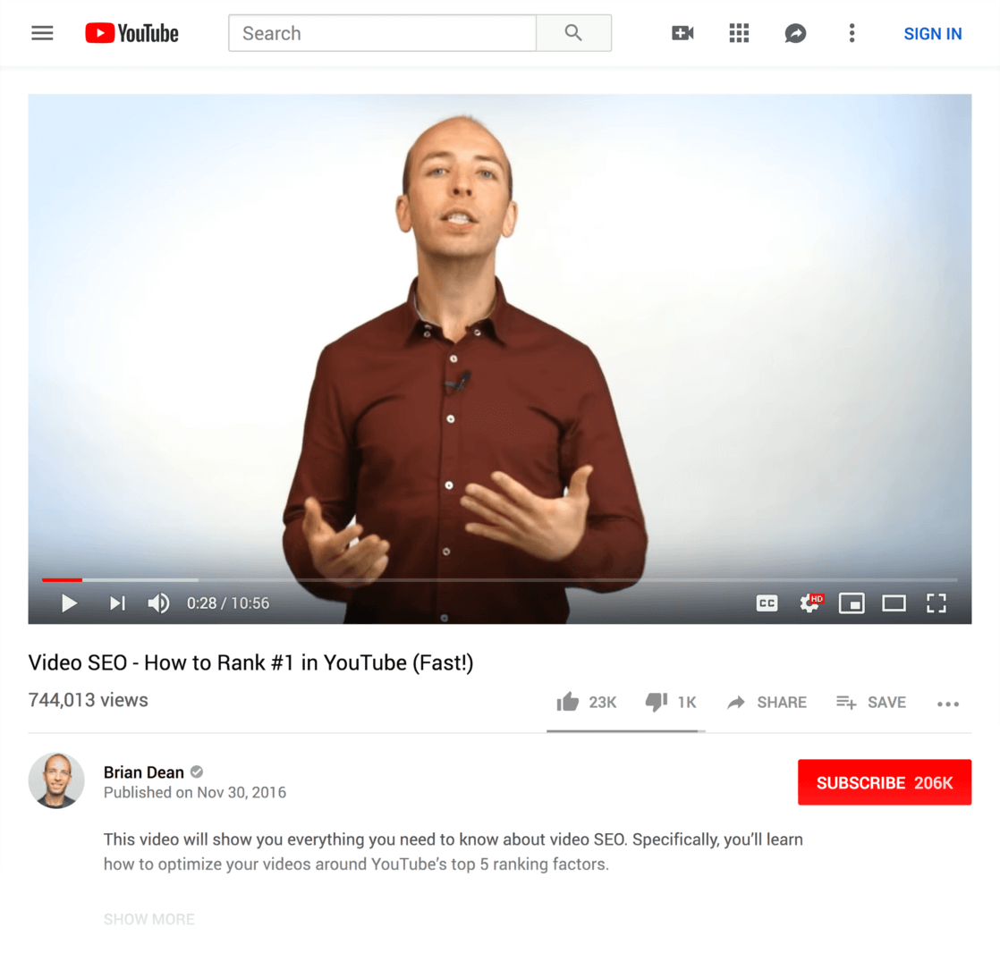 YouTube
Search
SIGN IN
0:28 / 10:56
CC
HD
Video SEO - How to Rank #1 in YouTube (Fast!)
744,013 views
23K
1K
SHARE
SAVE
Brian Dean
Published on Nov 30, 2016
SUBSCRIBE 206K
This video will show you everything you need to know about video SEO. Specifically, you’ll learn
how to optimize your videos around YouTube’s top 5 ranking factors.
SHOW MORE